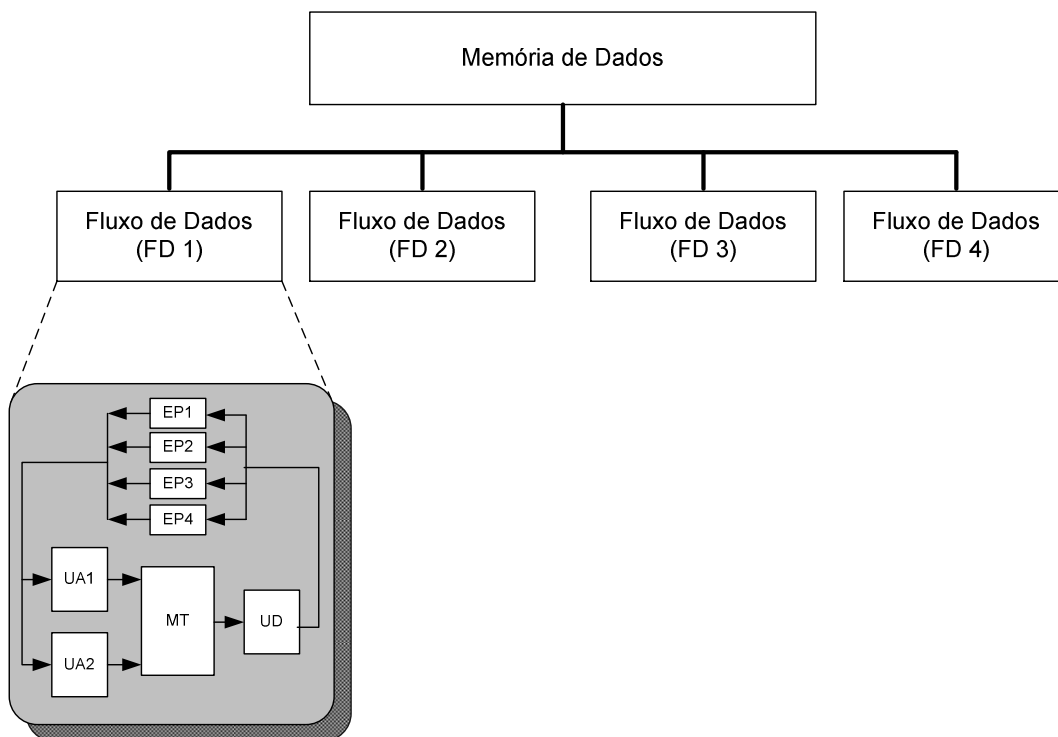 Memória de Dados
Fluxo de Dados
(FD 1)
Fluxo de Dados
(FD 2)
Fluxo de Dados
(FD 3)
Fluxo de Dados
(FD 4)
EP1
EP2
EP3
EP4
UA1
MT
UD
UA2